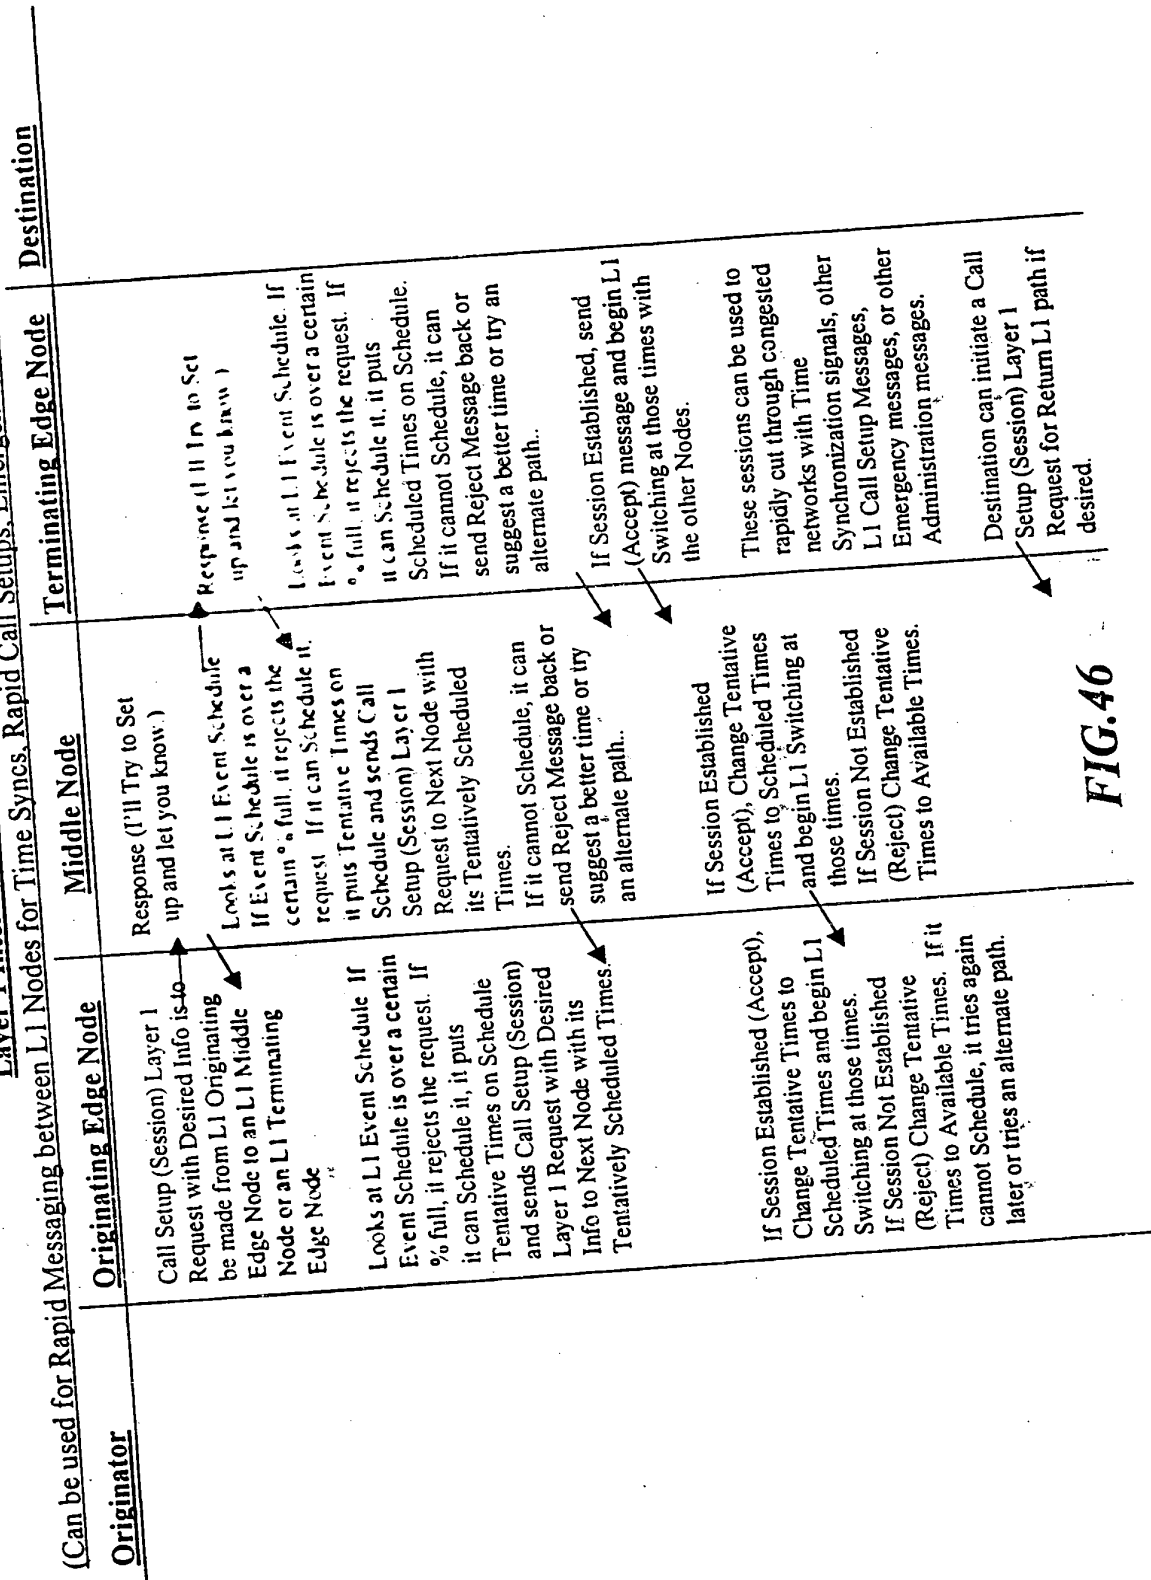 (Can be used for Rapid Messaging between L1 Nodes for Time Syncs, Rapid Call Setups,
Originator
Originating Edge Node
Middle Node
Terminating Edge Node
Destination
Call Setup (Session) Layer 1
Request with Desired Info is to
be made from L1 Originating
Edge Node to an L1 Middle
Node or an L1 Terminating
Edge Node
Looks at L1 Event Schedule If
Event Schedule is over a certain
% full, it rejects the request. If
it can Schedule it, it puts
Tentative Times on Schedule
and sends Call Setup (Session)
Layer 1 Request with Desired
Info to Next Node with its
Tentatively Scheduled Times.
If Session Established (Accept),
Change Tentative Times to
Scheduled Times and begin L1
Switching at those times.
If Session Not Established
(Reject) Change Tentative
Times to Available Times. If it
cannot Schedule, it tries again
later or tries an alternate path.
Response (I'll Try to Set
up and let you know.)
Looks at L1 Event Schedule
If Event Schedule is over a
certain % full, it rejects the
request If it can Schedule it,
it puts Tentative Times on
Schedule and sends Call
Setup (Session) Layer 1
Request to Next Node with
its Tentatively Scheduled
Times.
If it cannot Schedule, it can
send Reject Message back or
suggest a better time or try
an alternate path..
If Session Established
(Accept), Change Tentative
Times to Scheduled Times
and begin L1 Switching at
those times.
If Session Not Established
(Reject) Change Tentative
Times to Available Times.
Response (I'll Try to Set
up and let you know)
Looks at L1 Event Schedule. If
Event Schedule is over a certain
% full, it rejects the request. If
it can Schedule it, it puts
Scheduled Times on Schedule.
If it cannot Schedule, it can
send Reject Message back or
suggest a better time or try an
alternate path..
If Session Established, send
(Accept) message and begin L1
Switching at those times with
the other Nodes.
These sessions can be used to
rapidly cut through congested
networks with Time
Synchronization signals, other
L1 Call Setup Messages,
Emergency messages, or other
Administration messages.
Destination can initiate a Call
Setup (Session) Layer 1
Request for Return L1 path if
desired.
FIG.46